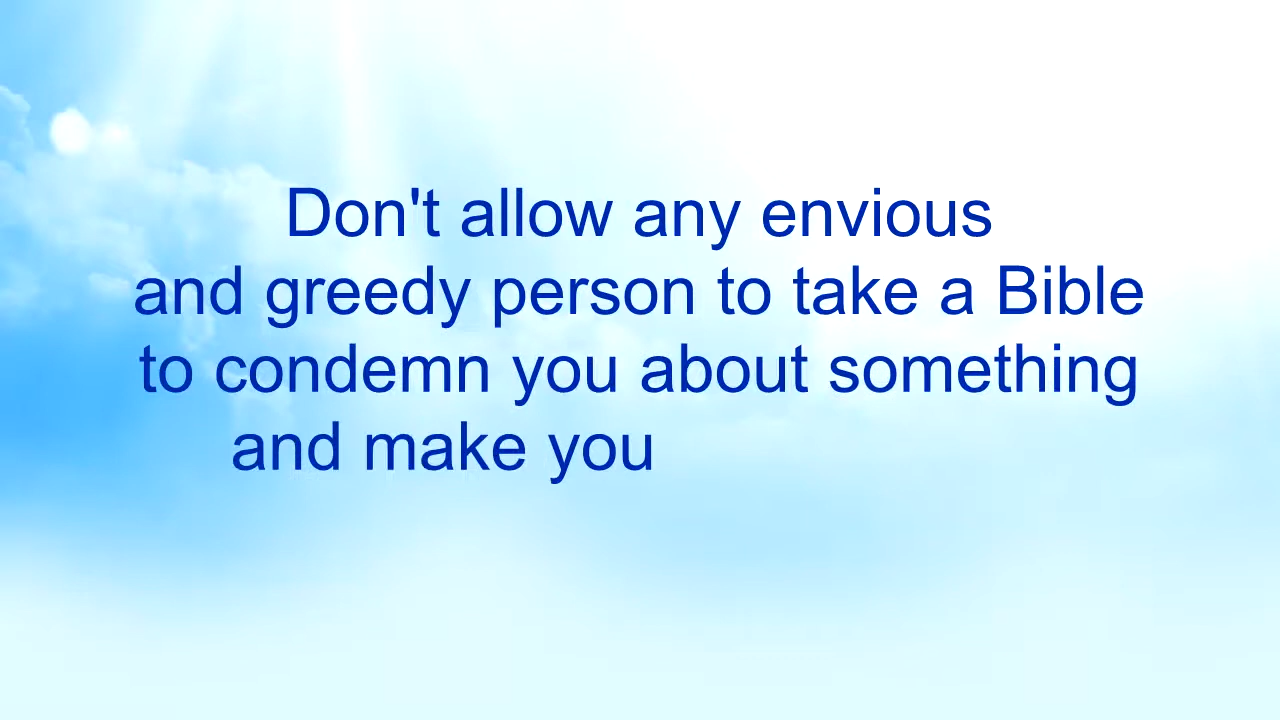 Don't allow any envious
and greedy person to take a Bible
to condemn you about something
and make you